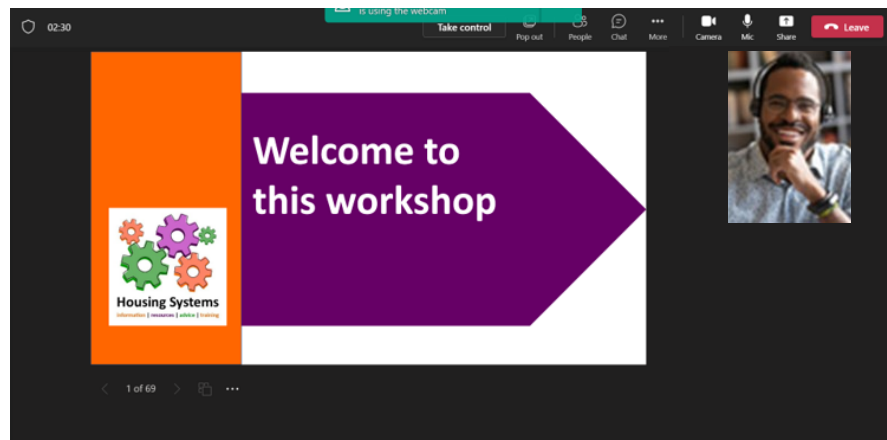 is using the webcam
02:30
Take control
Pop out
People
Chat
More
Camera
Mic
Share
Leave
Welcome to
this workshop
Housing Systems
information | resources | advice | training
1 of 69